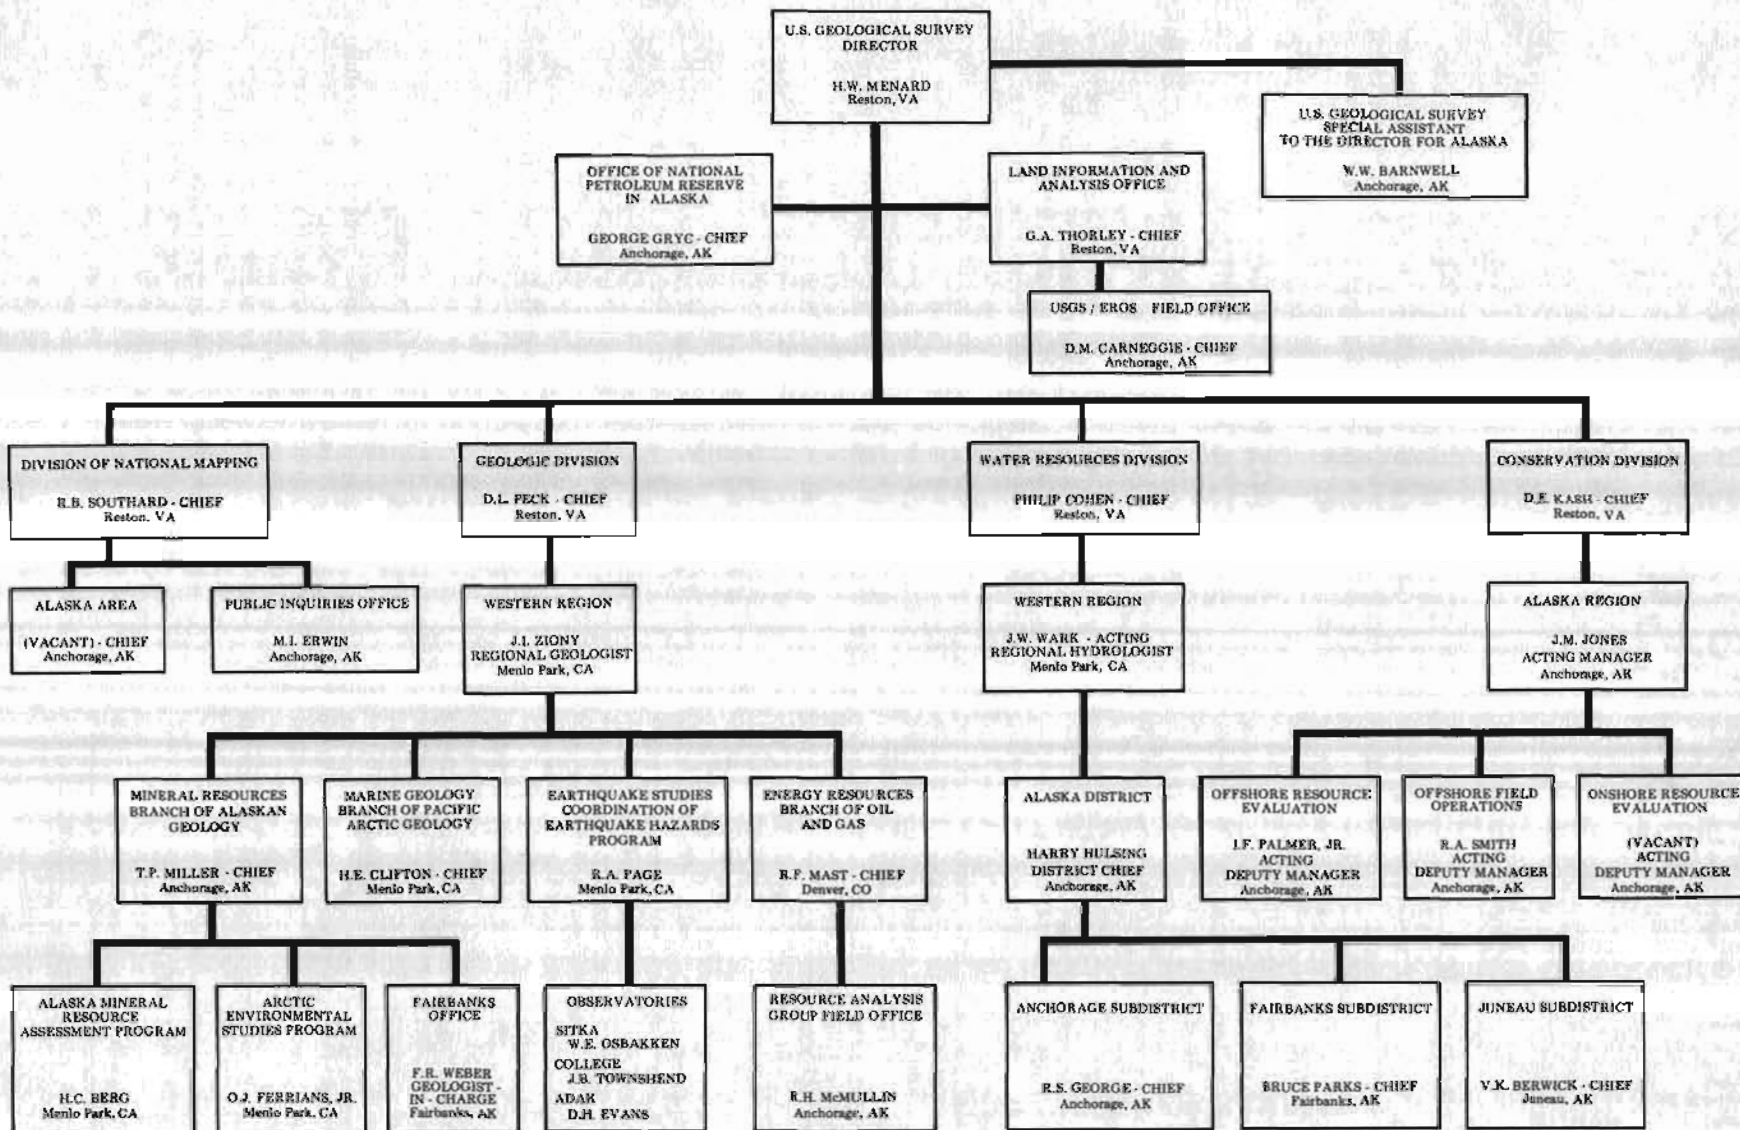 U.S. GEOLOGICAL SURVEY
DIRECTOR
H.W. MENARD
Reston, VA
U.S. GEOLOGICAL SURVEY
SPECIAL ASSISTANT
TO THE DIRECTOR FOR ALASKA
W.W. BARNWELL
Anchorage, AK
OFFICE OF NATIONAL
PETROLEUM RESERVE
IN ALASKA
GEORGE GRYC - CHIEF
Anchorage, AK
LAND INFORMATION AND
ANALYSIS OFFICE
G.A. THORLEY - CHIEF
Reston, VA
USGS / EROS FIELD OFFICE
D.M. CARNEGGIE - CHIEF
Anchorage, AK
DIVISION OF NATIONAL MAPPING
R.B. SOUTHARD - CHIEF
Reston, VA
GEOLOGIC DIVISION
D.L. PECK - CHIEF
Reston, VA
WATER RESOURCES DIVISION
PHILIP COHEN - CHIEF
Reston, VA
CONSERVATION DIVISION
D.E. KASH - CHIEF
Reston, VA
ALASKA AREA
(VACANT) - CHIEF
Anchorage, AK
PUBLIC INQUIRIES OFFICE
M.I. ERWIN
Anchorage, AK
WESTERN REGION
J.I. ZIONY
REGIONAL GEOLOGIST
Menlo Park, CA
WESTERN REGION
J.W. WARK - ACTING
REGIONAL HYDROLOGIST
Menlo Park, CA
ALASKA REGION
J.M. JONES
ACTING MANAGER
Anchorage, AK
MINERAL RESOURCES
BRANCH OF ALASKAN
GEOLOGY
T.P. MILLER - CHIEF
Anchorage, AK
MARINE GEOLOGY
BRANCH OF PACIFIC
ARCTIC GEOLOGY
H.E. CLIFTON - CHIEF
Menlo Park, CA
EARTHQUAKE STUDIES
COORDINATION OF
EARTHQUAKE HAZARDS
PROGRAM
R.A. PAGE
Menlo Park, CA
ENERGY RESOURCES
BRANCH OF OIL
AND GAS
R.F. MAST - CHIEF
Denver, CO
ALASKA DISTRICT
HARRY HULSING
DISTRICT CHIEF
Anchorage, AK
OFFSHORE RESOURCE
EVALUATION
I.F. PALMER, JR.
ACTING
DEPUTY MANAGER
Anchorage, AK
OFFSHORE FIELD
OPERATIONS
R.A. SMITH
ACTING
DEPUTY MANAGER
Anchorage, AK
ONSHORE RESOURCE
EVALUATION
(VACANT)
ACTING
DEPUTY MANAGER
Anchorage, AK
ALASKA MINERAL
RESOURCE
ASSESSMENT PROGRAM
H.C. BERG
Menlo Park, CA
ARCTIC
ENVIRONMENTAL
STUDIES PROGRAM
O.J. FERRIANS, JR.
Menlo Park, CA
FAIRBANKS
OFFICE
F.R. WEBER
GEOLOGIST -
IN - CHARGE
Fairbanks, AK
OBSERVATORIES
SITKA
W.E. OSBAKKEN
COLLEGE
J.B. TOWNSHEND
ADAK
D.H. EVANS
RESOURCE ANALYSIS
GROUP FIELD OFFICE
R.H. McMULLIN
Anchorage, AK
ANCHORAGE SUBDISTRICT
R.S. GEORGE - CHIEF
Anchorage, AK
FAIRBANKS SUBDISTRICT
BRUCE PARKS - CHIEF
Fairbanks, AK
JUNEAU SUBDISTRICT
V.K. BERWICK - CHIEF
Juneau, AK